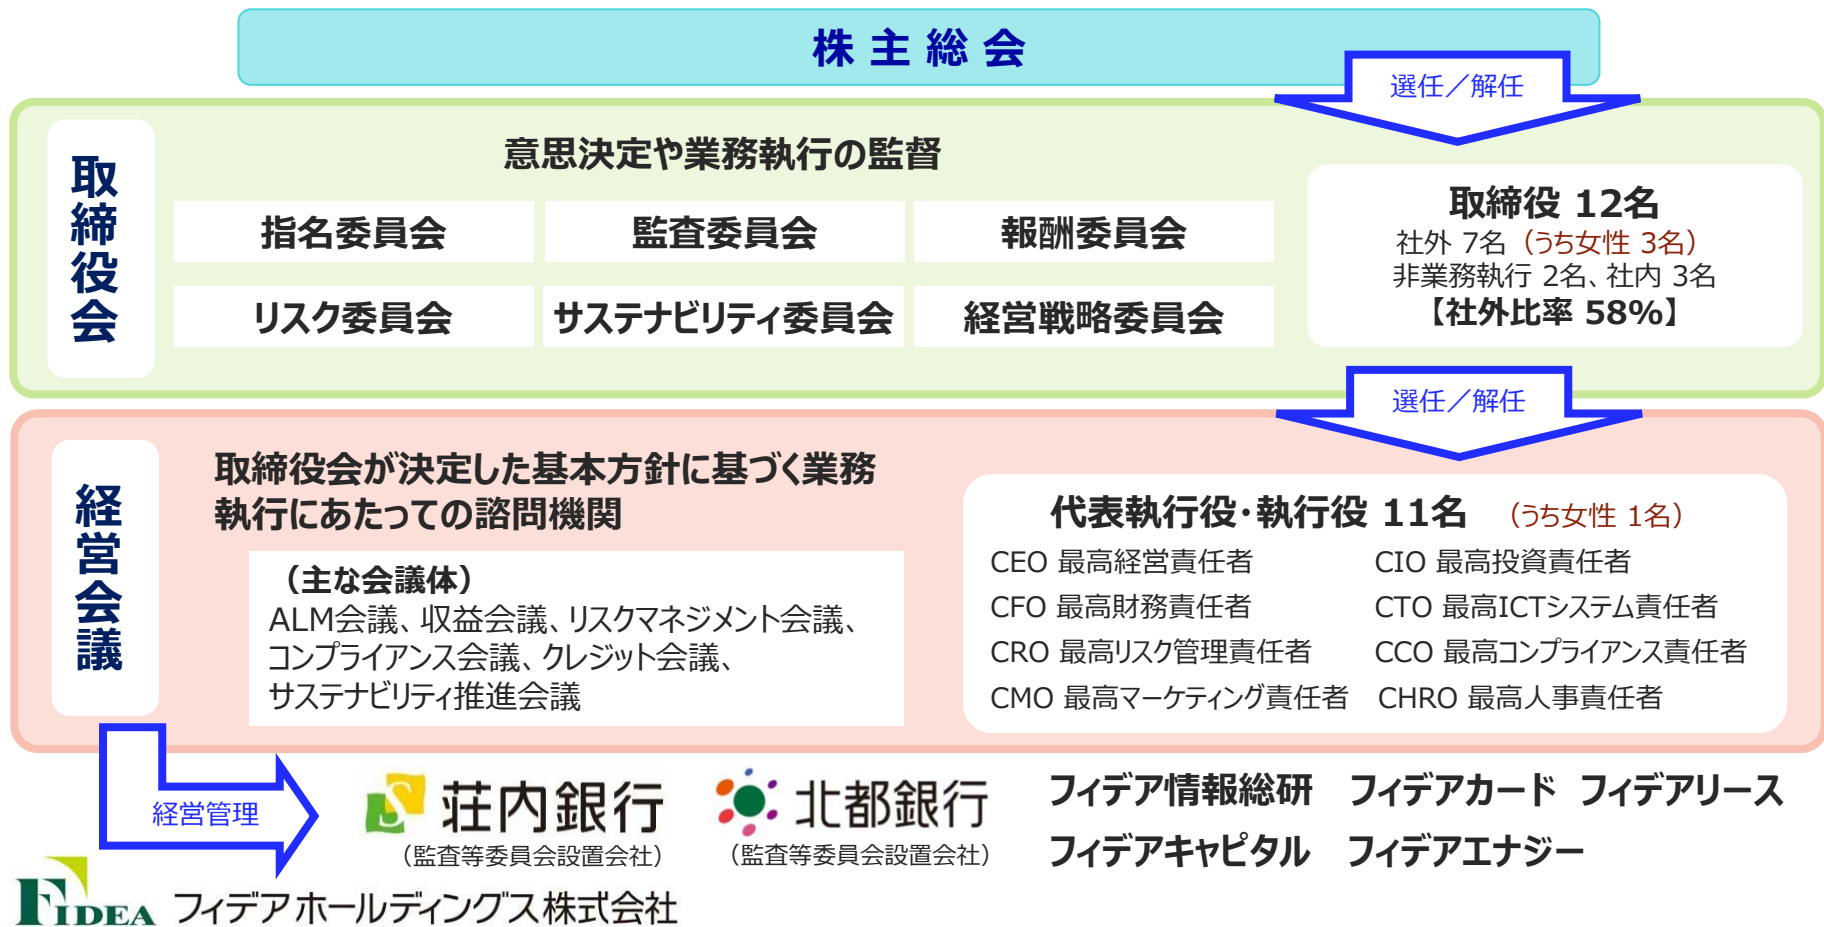 株主総会
選任／解任
取締役会
意思決定や業務執行の監督
指名委員会
監査委員会
報酬委員会
リスク委員会
サステナビリティ委員会
経営戦略委員会
取締役 12名
社外 7名（うち女性 3名）
非業務執行 2名、社内 3名
【社外比率 58%】
選任／解任
経営会議
取締役会が決定した基本方針に基づく業務
執行にあたっての諮問機関
（主な会議体）
ALM会議、収益会議、リスクマネジメント会議、
コンプライアンス会議、クレジット会議、
サステナビリティ推進会議
代表執行役・執行役 11名 （うち女性 1名）
CEO 最高経営責任者
CIO 最高投資責任者
CFO 最高財務責任者
CTO 最高ICTシステム責任者
CRO 最高リスク管理責任者
CCO 最高コンプライアンス責任者
CMO 最高マーケティング責任者
CHRO 最高人事責任者
経営管理
S 荘内銀行
（監査等委員会設置会社）
北都銀行
（監査等委員会設置会社）
フィデア情報総研 フィデアカード フィデアリース
フィデアキャピタル フィデアエナジー
FIDEA フィデアホールディングス株式会社